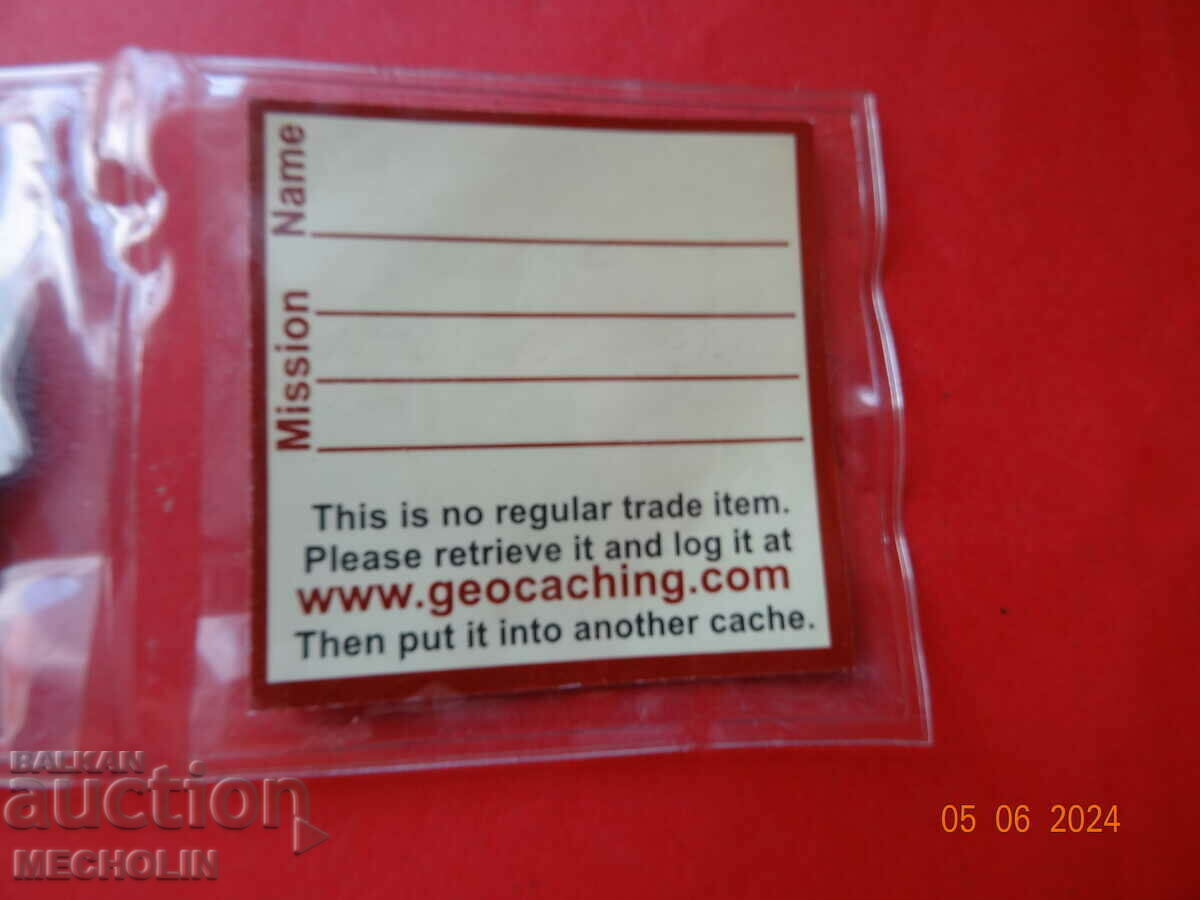 Name
Mission
This is no regular trade item.
Please retrieve it and log it at
www.geocaching.com
Then put it into another cache.
BALKAN
auction
MECHOLIN
05 06 2024